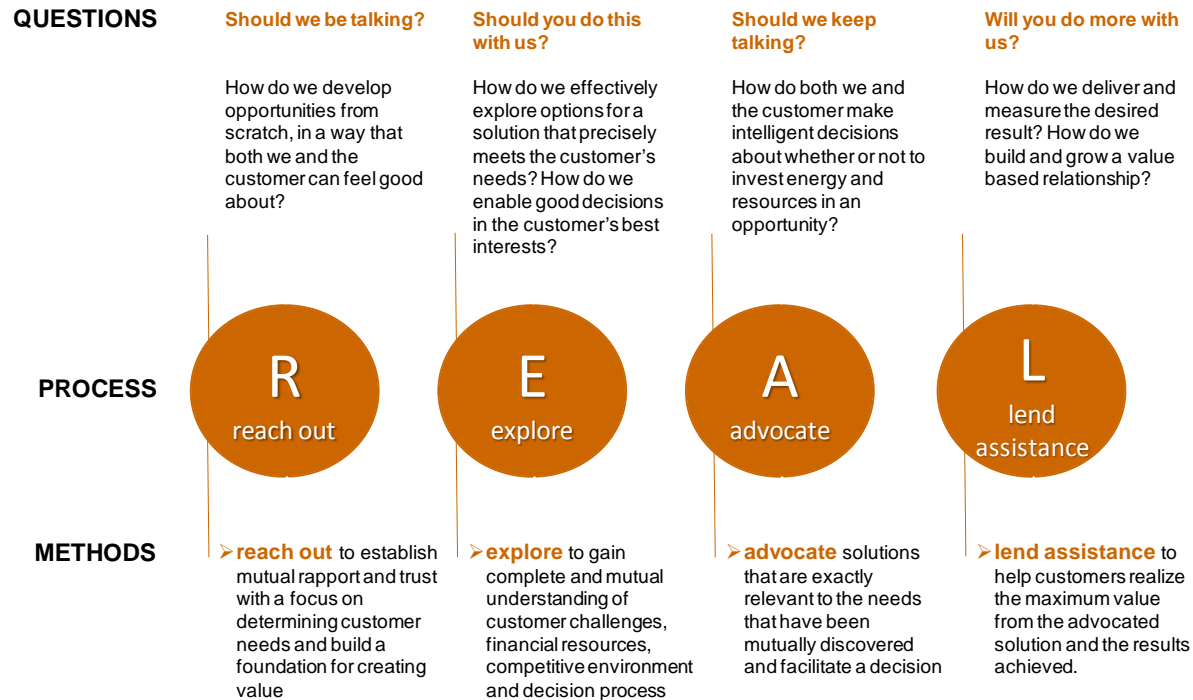 QUESTIONS
Should we be talking?
How do we develop
opportunities from
scratch, in a way that
both we and the
customer can feel good
about?
Should you do this
with us?
How do we effectively
explore options for a
solution that precisely
meets the customer's
needs? How do we
enable good decisions
in the customer's best
interests?
Should we keep
talking?
How do both we and
the customer make
intelligent decisions
about whether or not to
invest energy and
resources in an
opportunity?
Will you do more with
us?
How do we deliver and
measure the desired
result? How do we
build and grow a value
based relationship?
PROCESS
R
reach out
E
explore
A
advocate
L
lend
assistance
METHODS
➢reach out to establish
mutual rapport and trust
with a focus on
determining customer
needs and build a
foundation for creating
value
➢explore to gain
complete and mutual
understanding of
customer challenges,
financial resources,
competitive environment
and decision process
➢advocate solutions
that are exactly
relevant to the needs
that have been
mutually discovered
and facilitate a decision
➢lend assistance to
help customers realize
the maximum value
from the advocated
solution and the results
achieved.